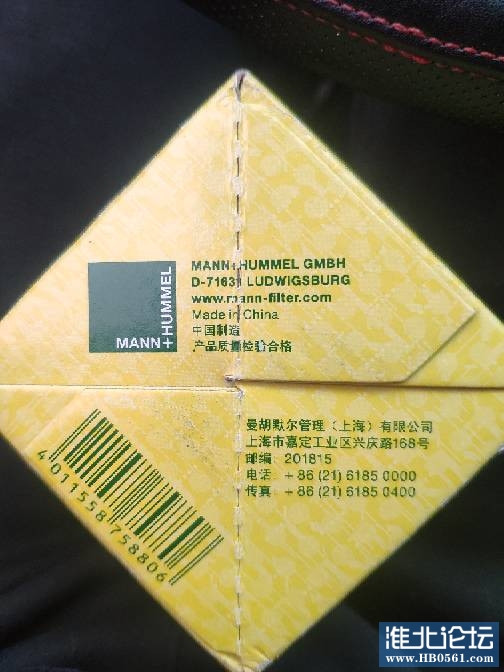 MANN+HUMMEL
MANN+HUMMEL GMBH
D-71631 LUDWIGSBURG
www.mann-filter.com
Made in China
中国制造
产品质量检验合格
曼胡默尔管理（上海）有限公司
上海市嘉定工业区兴庆路168号
邮编：201815
电话：+86 (21) 6185 0000
传真：+86 (21) 6185 0400
4 011558 758806
淮北论坛
www.HB0561.com